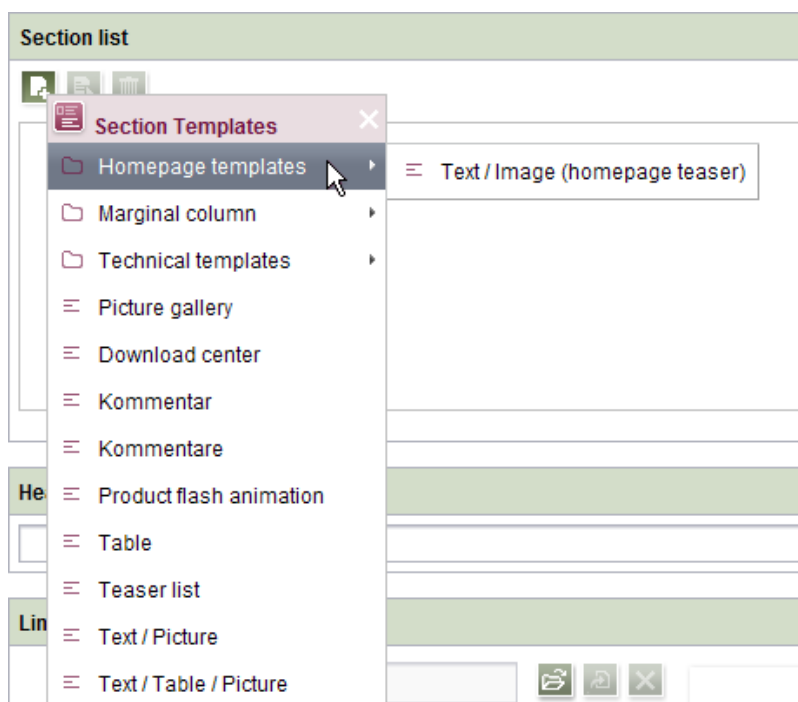 Section list
Section Templates
Homepage templates
Text / Image (homepage teaser)
Marginal column
Technical templates
Picture gallery
Download center
Kommentar
Kommentare
Product flash animation
Table
Teaser list
Text / Picture
Text / Table / Picture